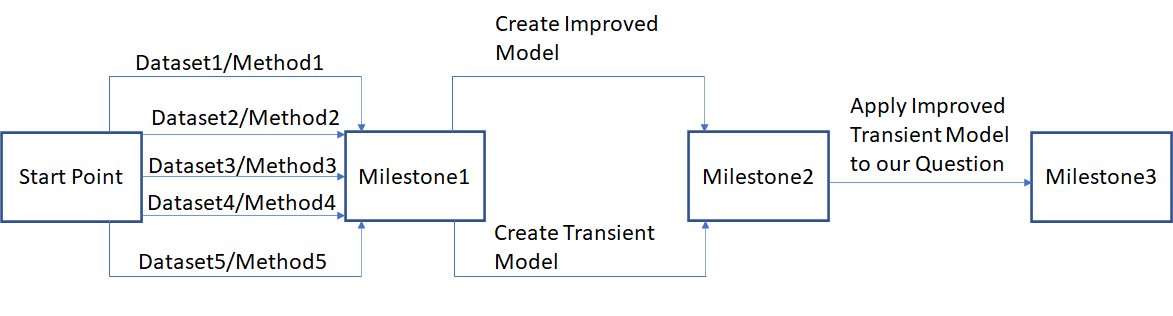 Create Improved
Model
Dataset1/Method1
Dataset2/Method2
Apply Improved
Transient Model
to our Question
Start Point
Dataset3/Method3
Milestone1
Milestone2
Milestone3
Dataset4/Method4
Create Transient
Model
Dataset5/Method5